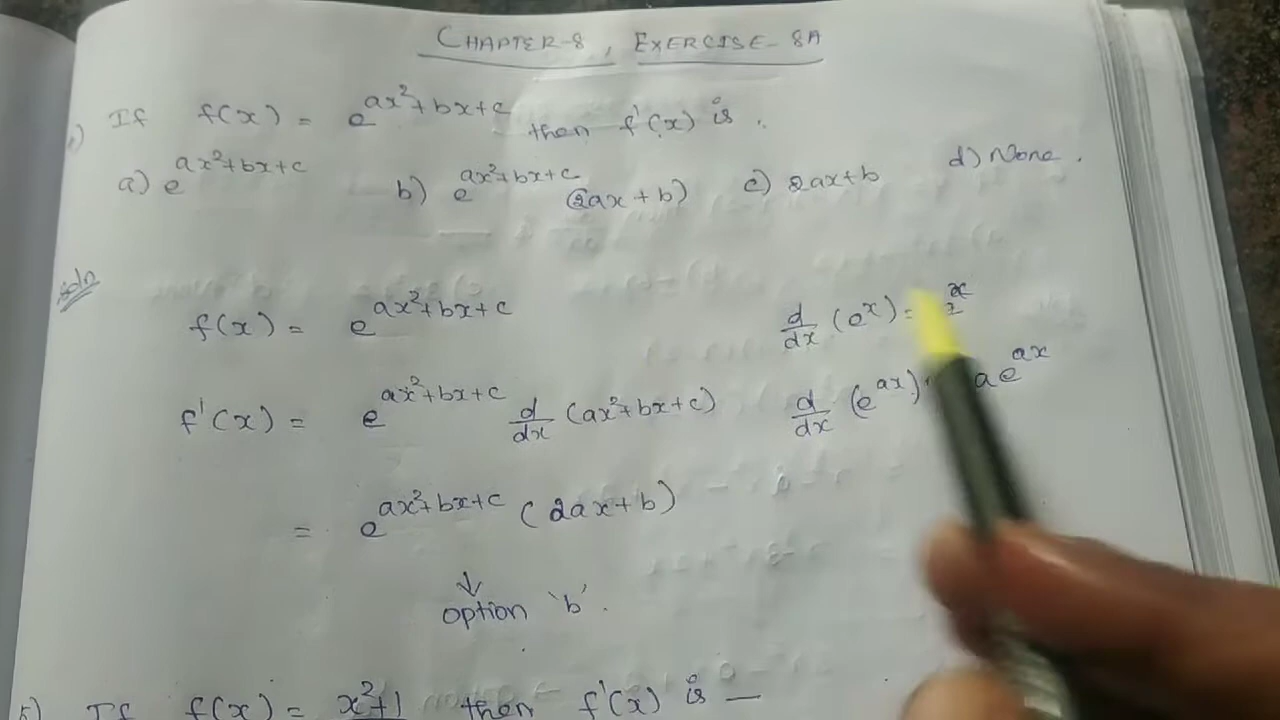 CHAPTER-8, EXERCISE-8A
If f(x) = e^{ax²+bx+c} then f'(x) is .
a) e^{ax²+bx+c} b) e^{ax²+bx+c} (2ax+b) c) 2ax+b d) None.
Soln
f(x) = e^{ax²+bx+c} d/dx (e^x) =
f'(x) = e^{ax²+bx+c} d/dx (ax²+bx+c) d/dx (e^{ax}) ae^{ax}
= e^{ax²+bx+c} (2ax+b)
↓
option 'b'.
5) If f(x) = x²+1 then f'(x) is —